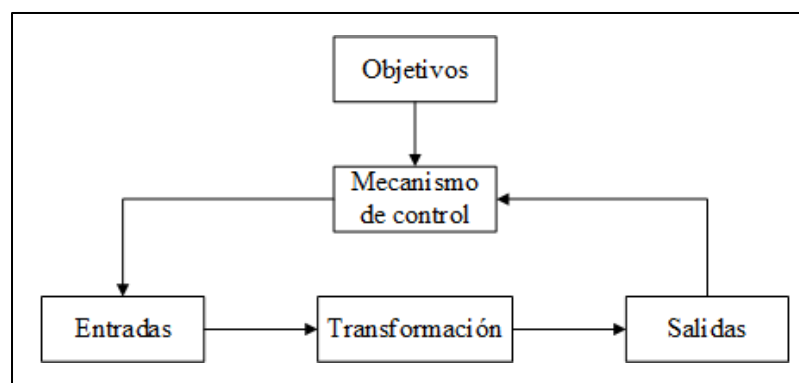 Objetivos
Mecanismo
de control
Entradas
Transformación
Salidas